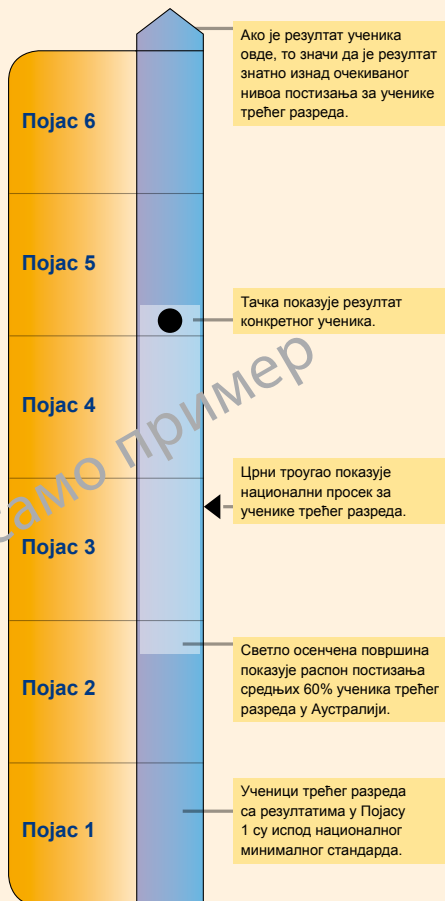 Ако је резултат ученика
овде, то значи да је резултат
знатно изнад очекиваног
нивоа постизања за ученике
трећег разреда.
Појас 6
Појас 5
Тачка показује резултат
конкретног ученика.
Појас 4
само пример
Црни троугао показује
национални просек за
ученике трећег разреда.
Појас 3
Светло осенчена површина
показује распон постизања
средњих 60% ученика трећег
разреда у Аустралији.
Појас 2
Ученици трећег разреда
са резултатима у Појасу
1 су испод националног
минималног стандарда.
Појас 1